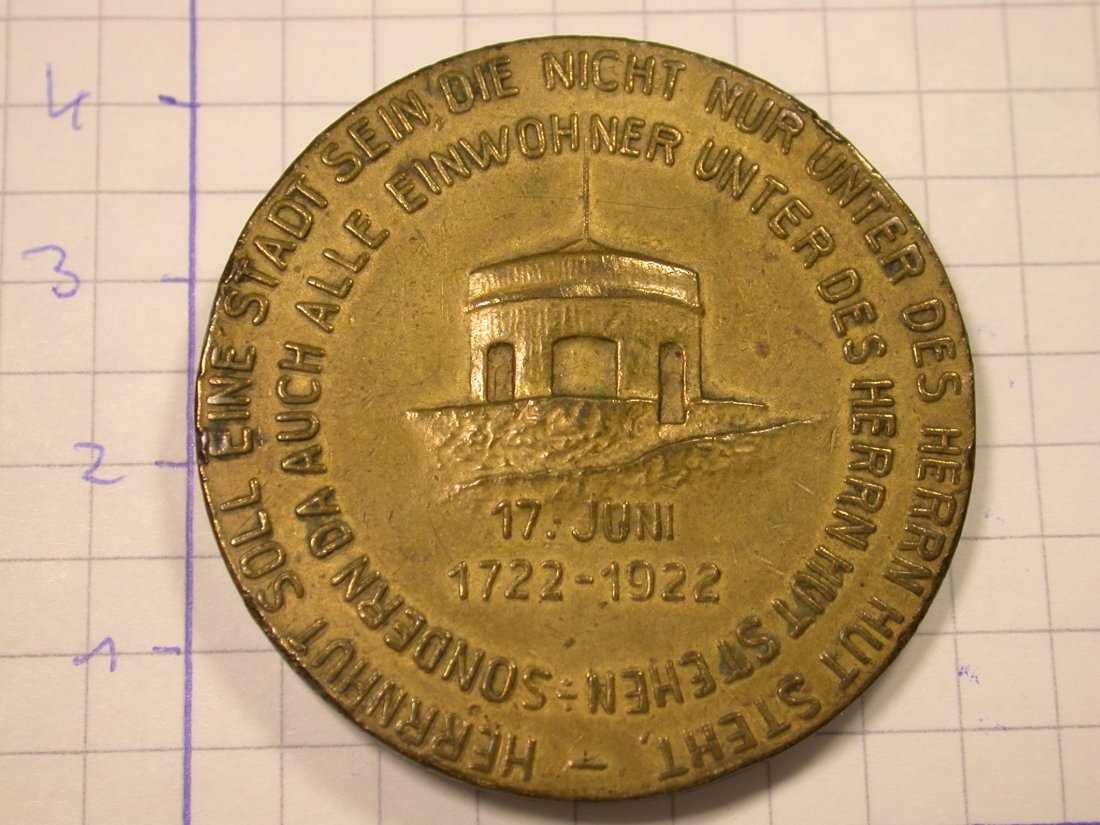 HERRNHUT SOLL EINE STADT SEIN, DIE NICHT NUR UNTER DES HERRN HUT STEHT, -
SONDERN DA AUCH ALLE EINWOHNER UNTER DES HERRN HUT STEHEN ÷
17. JUNI
1722-1922
4
3
2
1